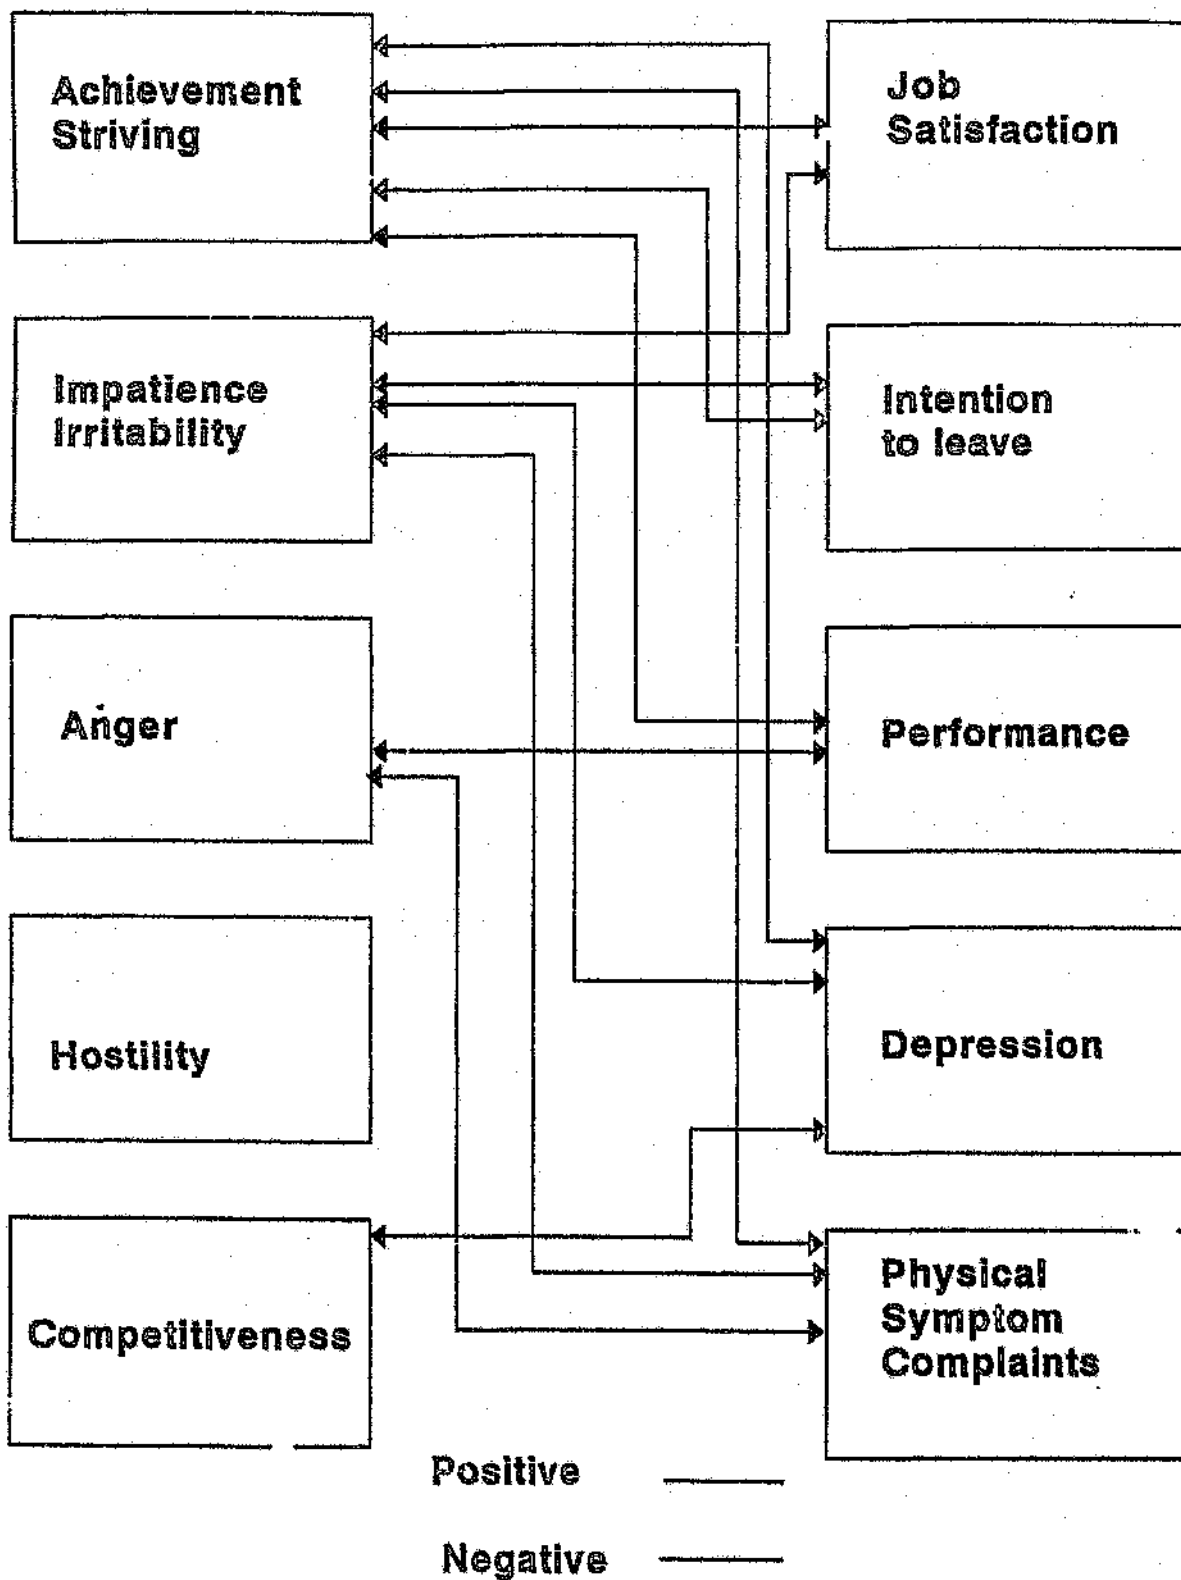 Achievement
Striving
Job
Satisfaction
Impatience
Irritability
Intention
to leave
Anger
Performance
Hostility
Depression
Competitiveness
Physical
Symptom
Complaints
Positive
Negative